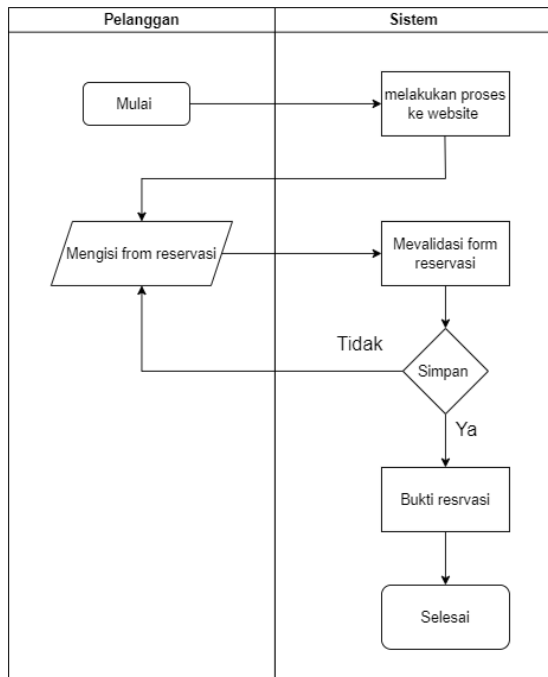 Pelanggan
Sistem
Mulai
melakukan proses
ke website
Mengisi from reservasi
Mevalidasi form
reservasi
Tidak
Simpan
Ya
Bukti resrvasi
Selesai